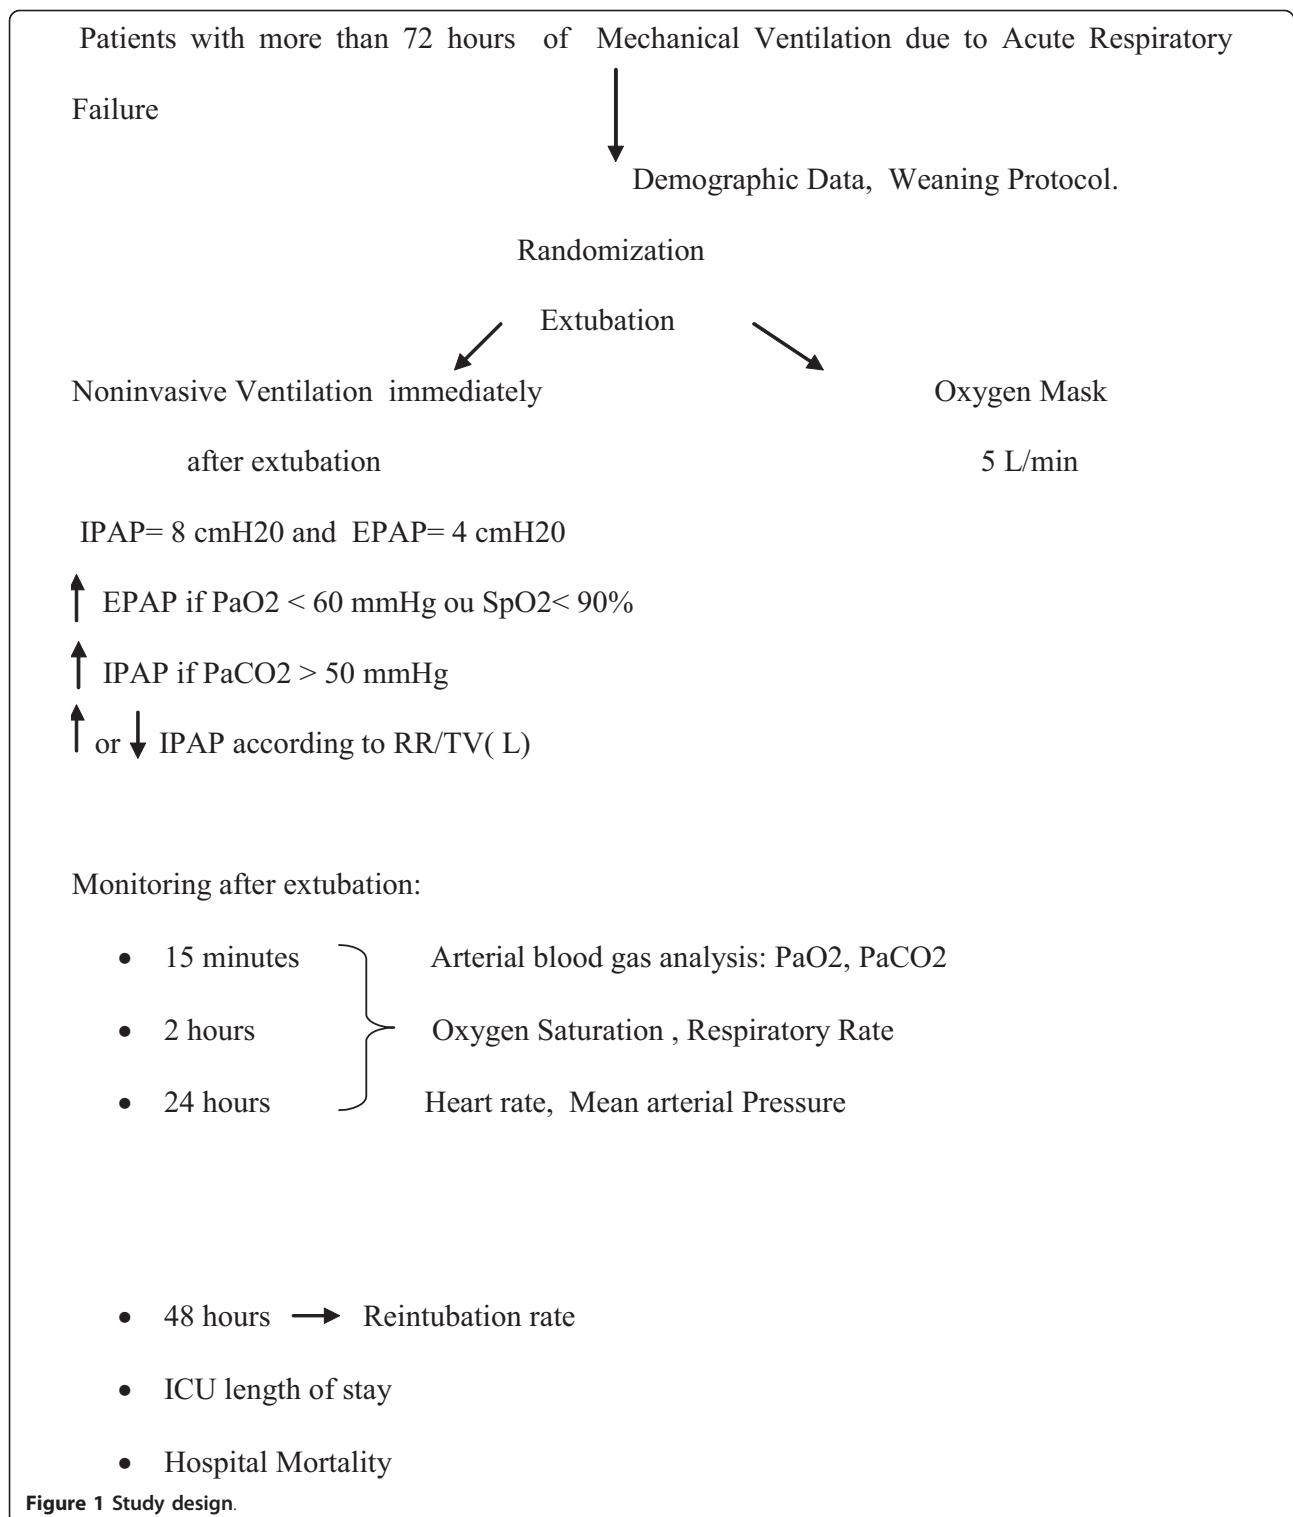 Patients with more than 72 hours of Mechanical Ventilation due to Acute Respiratory
Failure
Demographic Data, Weaning Protocol.
Randomization
Extubation
Noninvasive Ventilation immediately
after extubation
Oxygen Mask
5 L/min
IPAP= 8 cmH20 and EPAP= 4 cmH20
↑ EPAP if PaO2 < 60 mmHg ou SpO2< 90%
↑ IPAP if PaCO2 > 50 mmHg
↑ or ↓ IPAP according to RR/TV( L)
Monitoring after extubation:
• 15 minutes
• 2 hours
• 24 hours
Arterial blood gas analysis: PaO2, PaCO2
Oxygen Saturation , Respiratory Rate
Heart rate, Mean arterial Pressure
• 48 hours → Reintubation rate
• ICU length of stay
• Hospital Mortality
Figure 1 Study design.